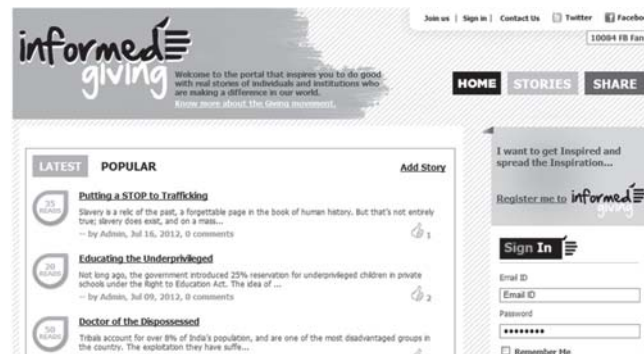 Join us | Sign in | Contact Us Twitter Facebo
10084 FB Fan
informed
giving
Welcome to the portal that inspires you to do good
with real stories of individuals and institutions who
are making a difference in our world.
Know more about the Giving movement.
HOME STORIES SHARE
LATEST POPULAR Add Story
35
READS
Putting a STOP to Trafficking
Slavery is a relic of the past, a forgettable page in the book of human history. But that's not entirely
true; slavery does exist, and on a mass...
-- by Admin, Jul 16, 2012, 0 comments
1
20
READS
Educating the Underprivileged
Not long ago, the government introduced 25% reservation for underprivileged children in private
schools under the Right to Education Act. The idea of ...
-- by Admin, Jul 09, 2012, 0 comments
2
50
READS
Doctor of the Dispossessed
Tribals account for over 8% of India's population, and are one of the most disadvantaged groups in
the country. The exploitation they have suffe...
I want to get Inspired and
spread the Inspiration...
Register me to informed
giving
Sign In
Email ID
Email ID
Password
Remember Me